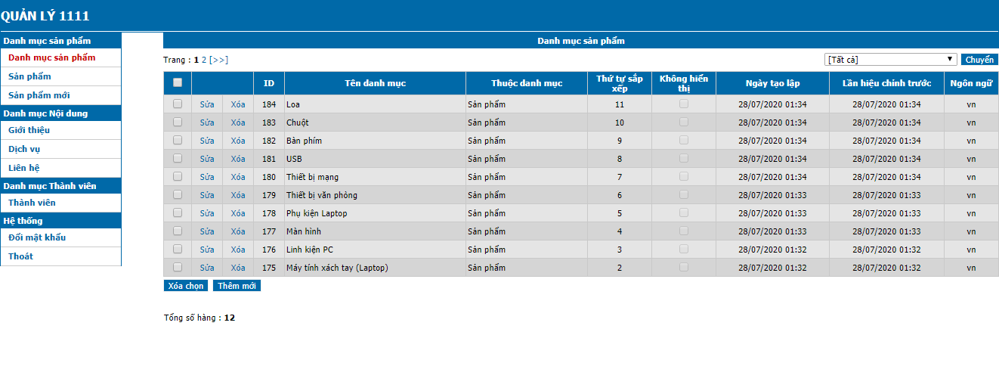 QUẢN LÝ 1111
Danh mục sản phẩm
Danh mục sản phẩm
Sản phẩm
Sản phẩm mới
Danh mục Nội dung
Giới thiệu
Dịch vụ
Liên hệ
Danh mục Thành viên
Thành viên
Hệ thống
Đổi mật khẩu
Thoát
Danh mục sản phẩm
Trang : 1 2 [>>]
[Tất cả] Chuyển
ID Tên danh mục Thuộc danh mục Thứ tự sắp xếp Không hiển thị Ngày tạo lập Lần hiệu chỉnh trước Ngôn ngữ
Sửa Xóa 184 Loa Sản phẩm 11 28/07/2020 01:34 28/07/2020 01:34 vn
Sửa Xóa 183 Chuột Sản phẩm 10 28/07/2020 01:34 28/07/2020 01:34 vn
Sửa Xóa 182 Bàn phím Sản phẩm 9 28/07/2020 01:34 28/07/2020 01:34 vn
Sửa Xóa 181 USB Sản phẩm 8 28/07/2020 01:34 28/07/2020 01:34 vn
Sửa Xóa 180 Thiết bị mạng Sản phẩm 7 28/07/2020 01:34 28/07/2020 01:34 vn
Sửa Xóa 179 Thiết bị văn phòng Sản phẩm 6 28/07/2020 01:33 28/07/2020 01:33 vn
Sửa Xóa 178 Phụ kiện Laptop Sản phẩm 5 28/07/2020 01:33 28/07/2020 01:33 vn
Sửa Xóa 177 Màn hình Sản phẩm 4 28/07/2020 01:33 28/07/2020 01:33 vn
Sửa Xóa 176 Linh kiện PC Sản phẩm 3 28/07/2020 01:32 28/07/2020 01:32 vn
Sửa Xóa 175 Máy tính xách tay (Laptop) Sản phẩm 2 28/07/2020 01:32 28/07/2020 01:32 vn
Xóa chọn Thêm mới
Tổng số hàng : 12